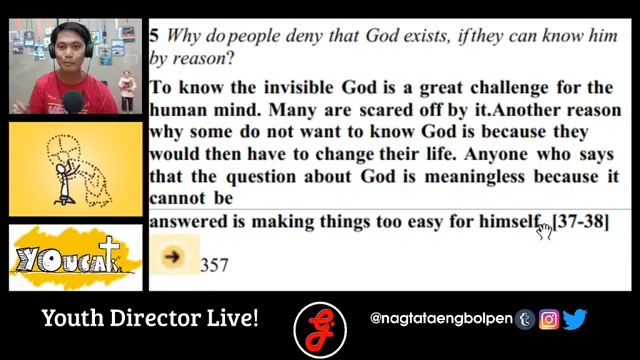 5 Why do people deny that God exists, if they can know him
by reason?
To know the invisible God is a great challenge for the
human mind. Many are scared off by it.Another reason
why some do not want to know God is because they
would then have to change their life. Anyone who says
that the question about God is meaningless because it
cannot be
answered is making things too easy for himself. [37-38]
357
YOUCAT
Youth Director Live!
G
@nagtataengbolpen
t